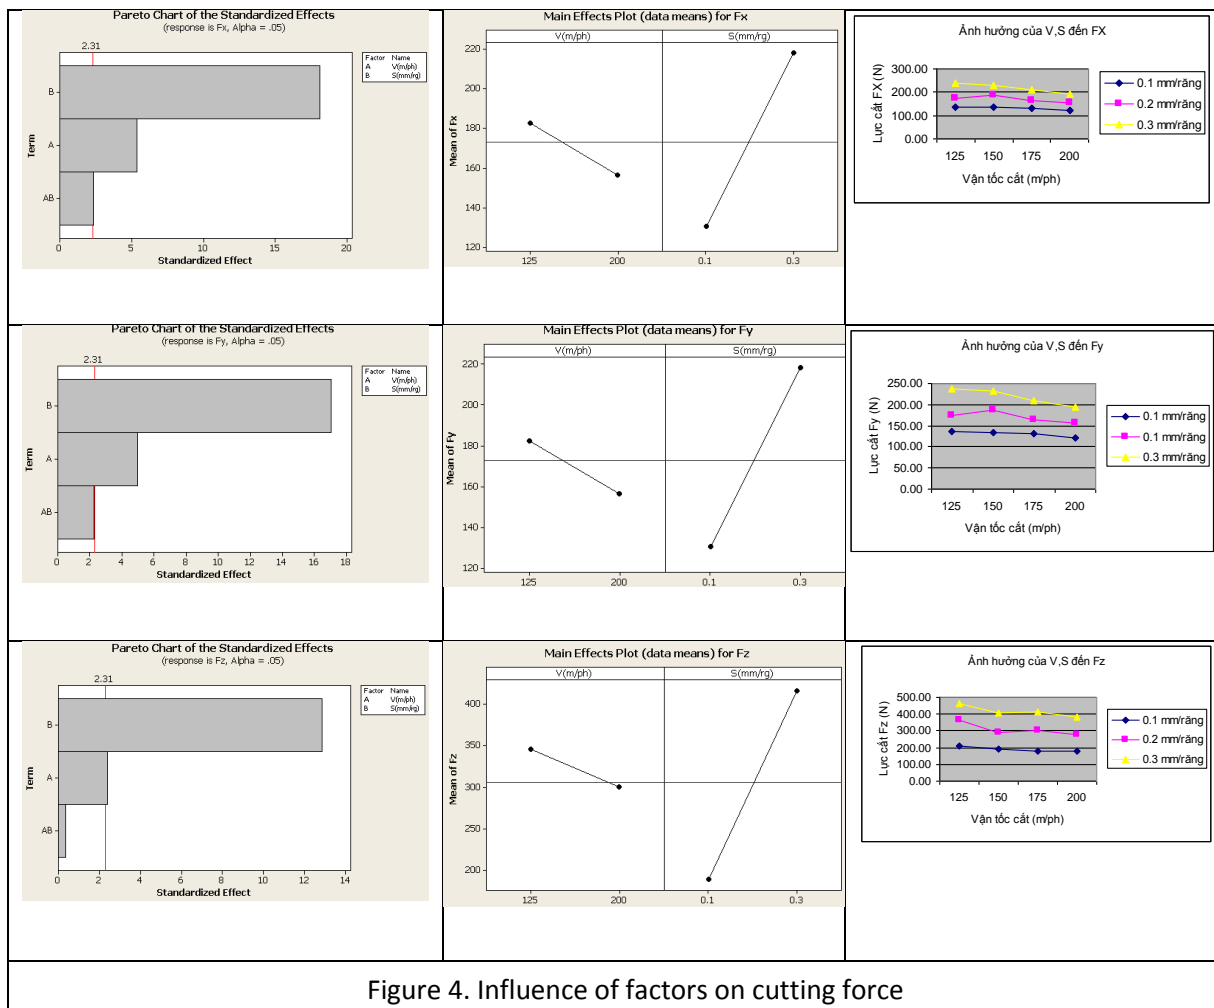 Pareto Chart of the Standardized Effects
(response is Fx, Alpha = .05)
2.31
Factor Name
A V(m/ph)
B S(mm/rg)
Term
B
A
AB
0 5 10 15 20
Standardized Effect
Main Effects Plot (data means) for Fx
V(m/ph) S(mm/rg)
Mean of Fx
220
200
180
160
140
120
125 200 0.1 0.3
Ảnh hưởng của V,S đến FX
Lực cắt FX (N)
300.00
200.00
100.00
0.00
125 150 175 200
Vận tốc cắt (m/ph)
0.1 mm/răng
0.2 mm/răng
0.3 mm/răng
Pareto Chart of the Standardized Effects
(response is Fy, Alpha = .05)
2.31
Factor Name
A V(m/ph)
B S(mm/rg)
Term
B
A
AB
0 2 4 6 8 10 12 14 16 18
Standardized Effect
Main Effects Plot (data means) for Fy
V(m/ph) S(mm/rg)
Mean of Fy
220
200
180
160
140
120
125 200 0.1 0.3
Ảnh hưởng của V,S đến Fy
Lực cắt Fy (N)
250.00
200.00
150.00
100.00
50.00
0.00
125 150 175 200
Vận tốc cắt (m/ph)
0.1 mm/răng
0.1 mm/răng
0.3 mm/răng
Pareto Chart of the Standardized Effects
(response is Fz, Alpha = .05)
2.31
Factor Name
A V(m/ph)
B S(mm/rg)
Term
B
A
AB
0 2 4 6 8 10 12 14
Standardized Effect
Main Effects Plot (data means) for Fz
V(m/ph) S(mm/rg)
Mean of Fz
400
350
300
250
200
125 200 0.1 0.3
Ảnh hưởng của V,S đến Fz
Lực cắt Fz (N)
500.00
400.00
300.00
200.00
100.00
0.00
125 150 175 200
Vận tốc cắt (m/ph)
0.1 mm/răng
0.2 mm/răng
0.3 mm/răng
Figure 4. Influence of factors on cutting force